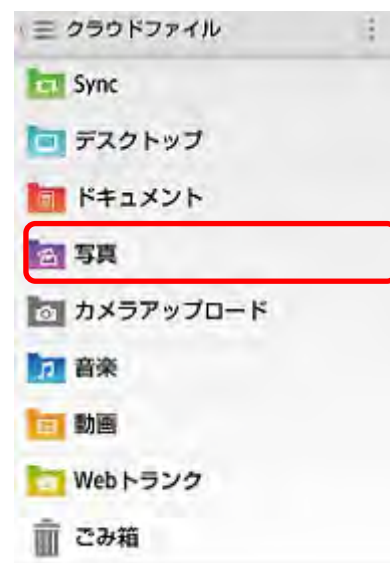 クラウドファイル
Sync
デスクトップ
ドキュメント
写真
カメラアップロード
音楽
動画
Webトランク
ごみ箱